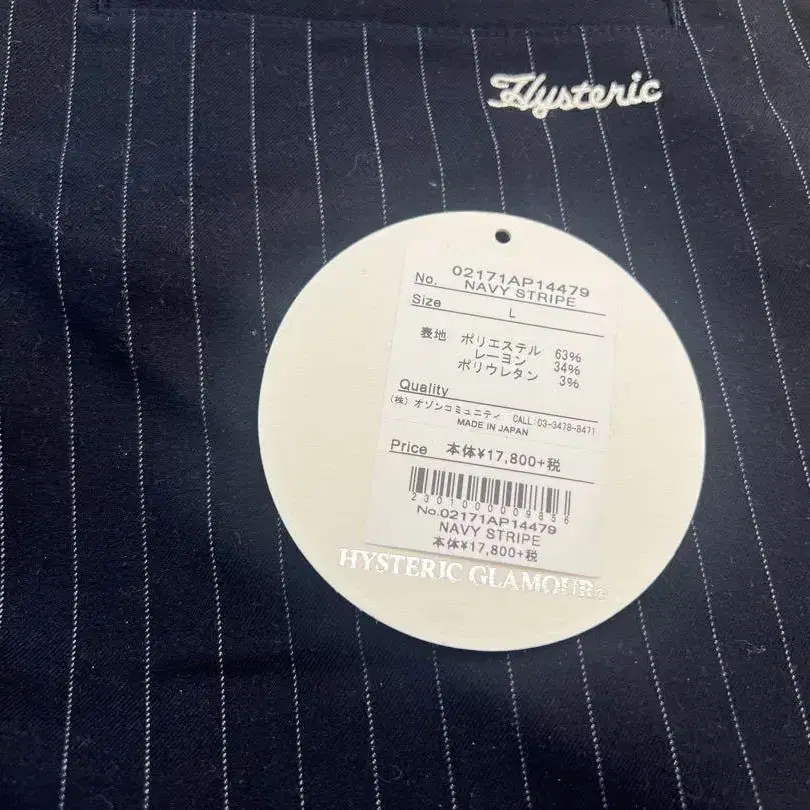 Hysteric
No. 02171AP14479
NAVY STRIPE
Size L
表地 ポリエステル 63%
レーヨン 34%
ポリウレタン 3%
Quality
(株) オゾンコミュニティ CALL:03-3478-8471
MADE IN JAPAN
Price 本体¥17,800+税
2301000009856
No.02171AP14479
NAVY STRIPE
本体¥17,800+税
HYSTERIC GLAMOUR